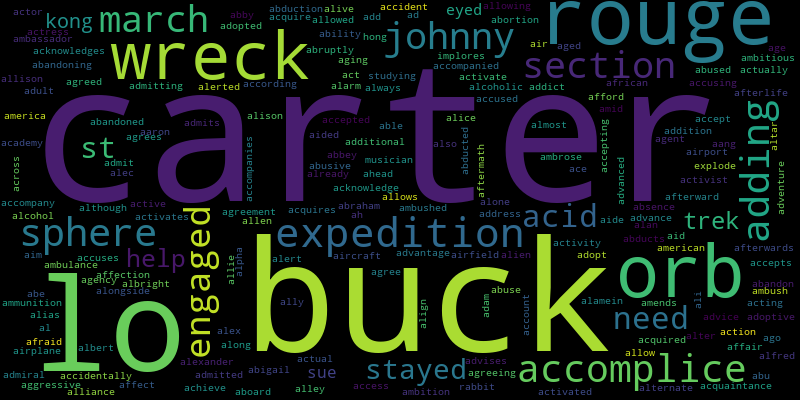 actor abby abduction alive allowed add ad accident hong air aged allowing rouge
kong march adopted acquire age
ambassador actress wreck ability johnny abortion eyed
acknowledges abruptly implores section abused ambitious
abandoning alerted according aging studying accompanied activate african accusing actually
allison agreed admitting act alarm always alcoholic addict afford amid afterlife
adult carter accused
america abandoned aaron admits alison accepted able alice almost accept adding altar
academy st agrees aided additional also addition agent
across admit accompanies abbey musician abducted aftermath ambrose accepting advanced aang airport adventure
alec abusive already ahead ace explode
accompany active acknowledge activist
although allows alone acid absence afterward
alcohol activates agreement acquires abraham ambushed address aide advance trek
sphere engaged allen ah expedition activity alan aid american afterwards
aim accuses help allie alpha alert aircraft advantage airfield alien adopt abducts accepts
ambulance affection agree orb abandon
abe agency albright adam abuse ambush
ammunition alongside ally align account alamein amends ali acting
alias lo buck need advice adoptive
al alex actual acquired alter action
afraid albert along allow affair ago
airplane alexander stayed advises accomplice alfred
admiral accidentally admitted abigail sue agreeing abu
aggressive affect achieve alley access rabbit alternate acquaintance
alliance aboard ambition activated